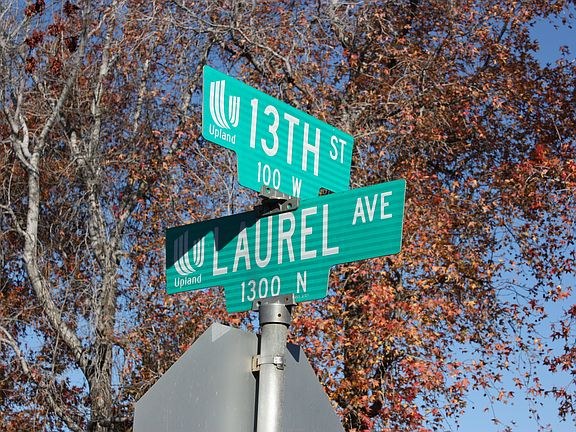 13TH ST
Upland
100 W
LAUREL AVE
Upland
1300 N